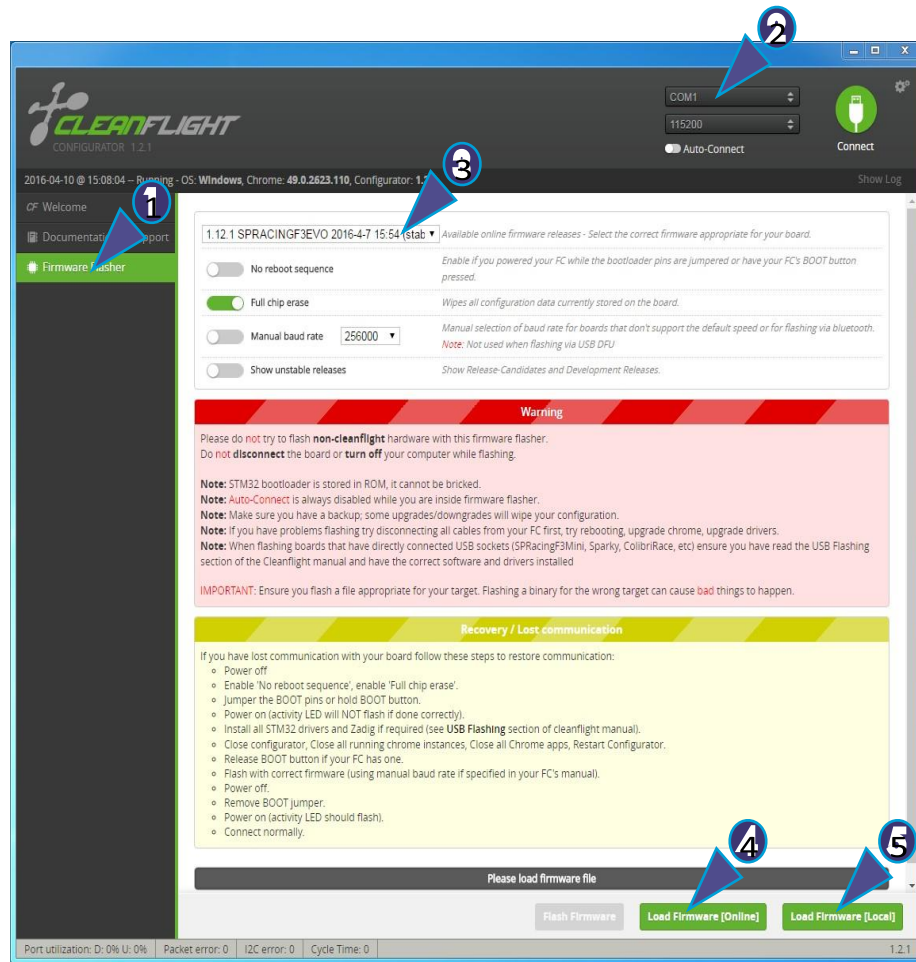 2
COM1
CLEANFLIGHT
115200
CONFIGURATOR 1.2.1
Auto-Connect
Connect
3
2016-04-10 @ 15:08:04 -- Running - OS: Windows, Chrome: 49.0.2623.110, Configurator: 1.2
Show Log
1
CF Welcome
1.12.1 SPRACINGF3EVO 2016-4-7 15:54 (stab
Available online firmware releases - Select the correct firmware appropriate for your board.
Firmware Flasher
No reboot sequence
Enable if you powered your FC while the bootloader pins are jumpered or have your FC's BOOT button
pressed.
Full chip erase
Wipes all configuration data currently stored on the board.
Manual baud rate
256000
Manual selection of baud rate for boards that don't support the default speed or for flashing via bluetooth.
Note: Not used when flashing via USB DFU
Show unstable releases
Show Release-Candidates and Development Releases.
Warning
Please do not try to flash non-cleanflight hardware with this firmware flasher.
Do not disconnect the board or turn off your computer while flashing.
Note: STM32 bootloader is stored in ROM, it cannot be bricked.
Note: Auto-Connect is always disabled while you are inside firmware flasher.
Note: Make sure you have a backup; some upgrades/downgrades will wipe your configuration.
Note: If you have problems flashing try disconnecting all cables from your FC first, try rebooting, upgrade chrome, upgrade drivers.
Note: When flashing boards that have directly connected USB sockets (SPRacingF3Mini, Sparky, ColibriRace, etc) ensure you have read the USB Flashing
section of the Cleanflight manual and have the correct software and drivers installed
IMPORTANT: Ensure you flash a file appropriate for your target. Flashing a binary for the wrong target can cause bad things to happen.
Recovery / Lost communication
If you have lost communication with your board follow these steps to restore communication:
Power off
Enable 'No reboot sequence', enable 'Full chip erase'.
Jumper the BOOT pins or hold BOOT button.
Power on (activity LED will NOT flash if done correctly).
Install all STM32 drivers and Zadig if required (see USB Flashing section of cleanflight manual).
Close configurator, Close all running chrome instances, Close all Chrome apps, Restart Configurator.
Release BOOT button if your FC has one.
Flash with correct firmware (using manual baud rate if specified in your FC's manual).
Power off.
Remove BOOT jumper.
Power on (activity LED should flash).
Connect normally.
4
5
Please load firmware file
Flash Firmware
Load Firmware [Online]
Load Firmware [Local]
Port utilization: D: 0% U: 0%
Packet error: 0
I2C error: 0
Cycle Time: 0
1.2.1